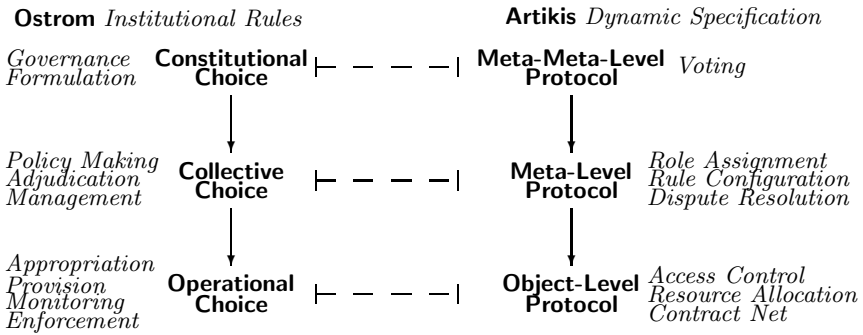 Ostrom Institutional Rules
Artikis Dynamic Specification
Governance
Formulation
Constitutional
Choice
Meta-Meta-Level
Protocol
Voting
Policy Making
Adjudication
Management
Collective
Choice
Meta-Level
Protocol
Role Assignment
Rule Configuration
Dispute Resolution
Appropriation
Provision
Monitoring
Enforcement
Operational
Choice
Object-Level
Protocol
Access Control
Resource Allocation
Contract Net